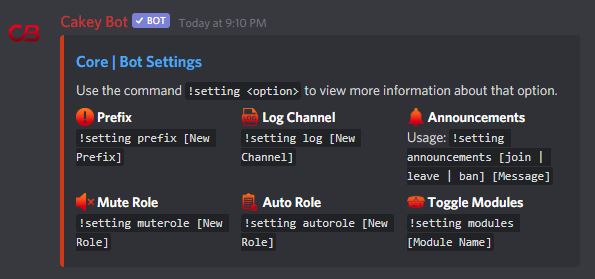 CB
Cakey Bot ✓ BOT Today at 9:10 PM
Core | Bot Settings
Use the command !setting <option> to view more information about that option.
Prefix
!setting prefix [New
Prefix]
Log Channel
!setting log [New
Channel]
Announcements
Usage: !setting
announcements [join |
leave | ban] [Message]
Mute Role
!setting muterole [New
Role]
Auto Role
!setting autorole [New
Role]
Toggle Modules
!setting modules
[Module Name]